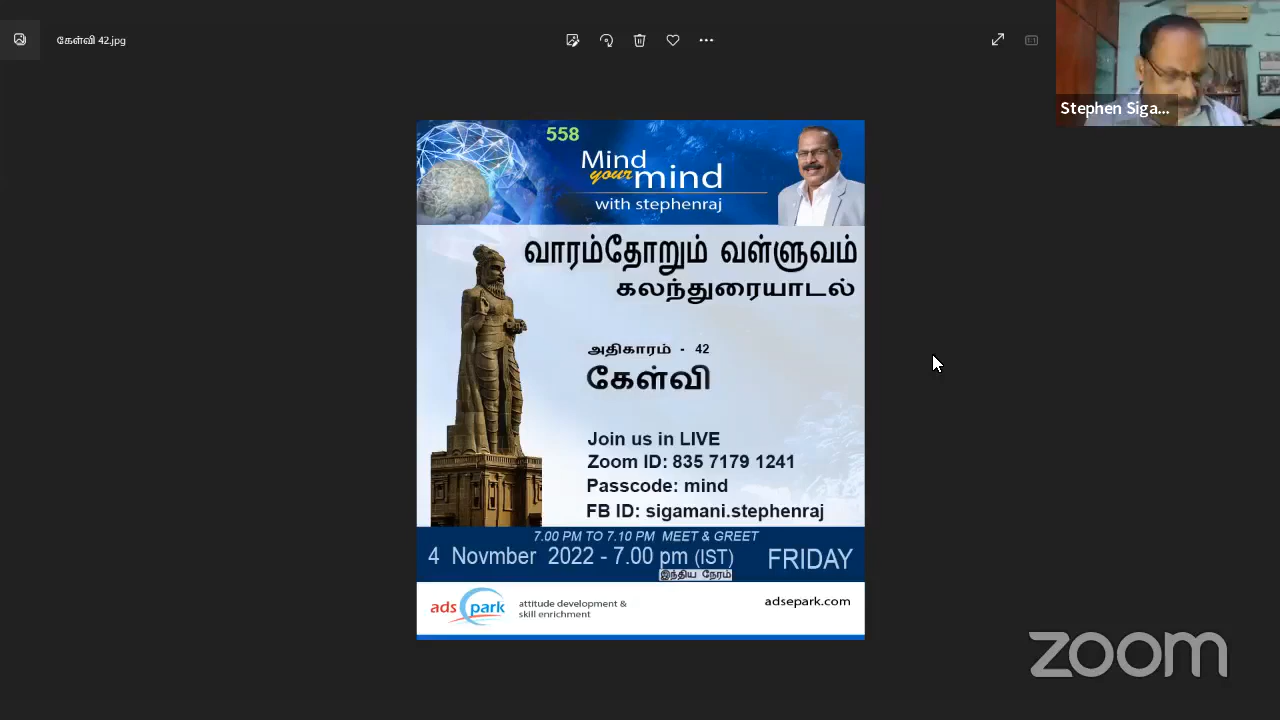 கேள்வி 42.jpg
Stephen Siga...
558
Mind
your mind
with stephenraj
வாரம்தோறும் வள்ளுவம்
கலந்துரையாடல்
அதிகாரம் - 42
கேள்வி
Join us in LIVE
Zoom ID: 835 7179 1241
Passcode: mind
FB ID: sigamani.stephenraj
7.00 PM TO 7.10 PM MEET & GREET
4 Novmber 2022 - 7.00 pm (IST) FRIDAY
இந்திய நேரம்
ads park attitude development &
skill enrichment
adsepark.com
zoom